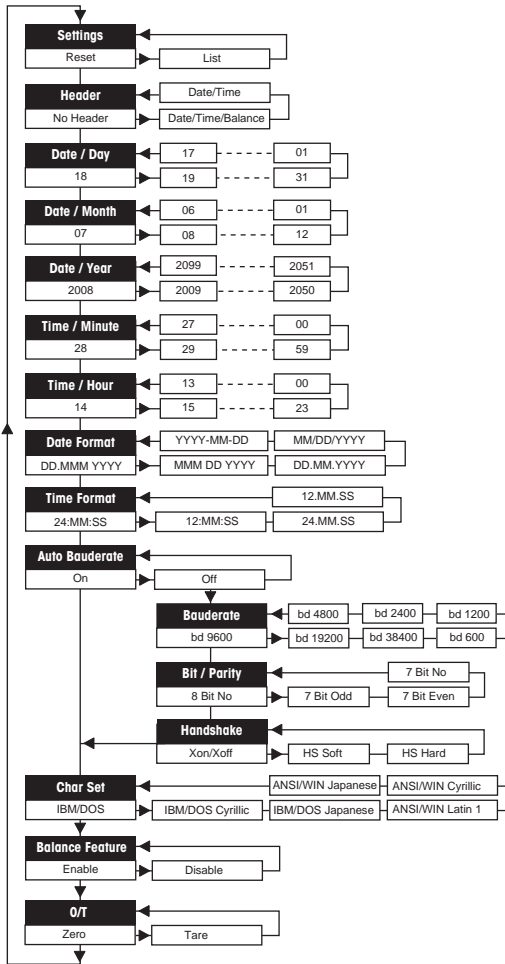 Settings
Reset List
Header Date/Time
No Header Date/Time/Balance
Date / Day 17 01
18 19 31
Date / Month 06 01
07 08 12
Date / Year 2099 2051
2008 2009 2050
Time / Minute 27 00
28 29 59
Time / Hour 13 00
14 15 23
Date Format YYYY-MM-DD MM/DD/YYYY
DD.MMM YYYY MMM DD YYYY DD.MM.YYYY
Time Format 12.MM.SS
24:MM:SS 12:MM:SS 24.MM.SS
Auto Bauderate
On Off
Bauderate bd 4800 bd 2400 bd 1200
bd 9600 bd 19200 bd 38400 bd 600
Bit / Parity 7 Bit No
8 Bit No 7 Bit Odd 7 Bit Even
Handshake
Xon/Xoff HS Soft HS Hard
Char Set ANSI/WIN Japanese ANSI/WIN Cyrillic
IBM/DOS IBM/DOS Cyrillic IBM/DOS Japanese ANSI/WIN Latin 1
Balance Feature
Enable Disable
O/T
Zero Tare